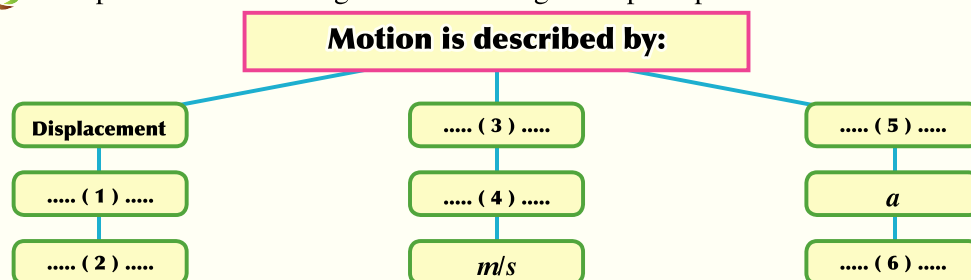 Motion is described by:
Displacement
..... ( 3 ) .....
..... ( 5 ) .....
..... ( 1 ) .....
..... ( 4 ) .....
a
..... ( 2 ) .....
m/s
..... ( 6 ) .....